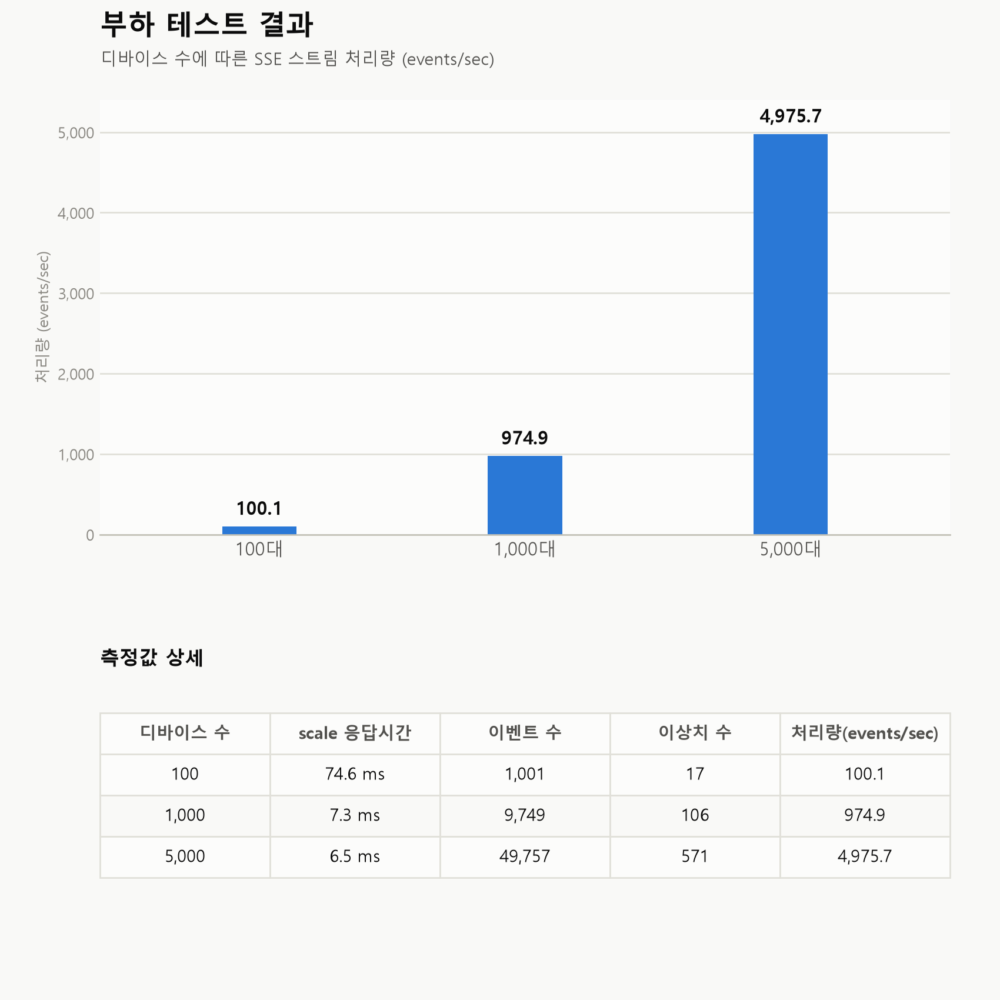 부하 테스트 결과
디바이스 수에 따른 SSE 스트림 처리량 (events/sec)
처리량 (events/sec)
5,000
4,000
3,000
2,000
1,000
0
100.1
974.9
4,975.7
100대 1,000대 5,000대
측정값 상세
디바이스 수 scale 응답시간 이벤트 수 이상치 수 처리량(events/sec)
100 74.6 ms 1,001 17 100.1
1,000 7.3 ms 9,749 106 974.9
5,000 6.5 ms 49,757 571 4,975.7